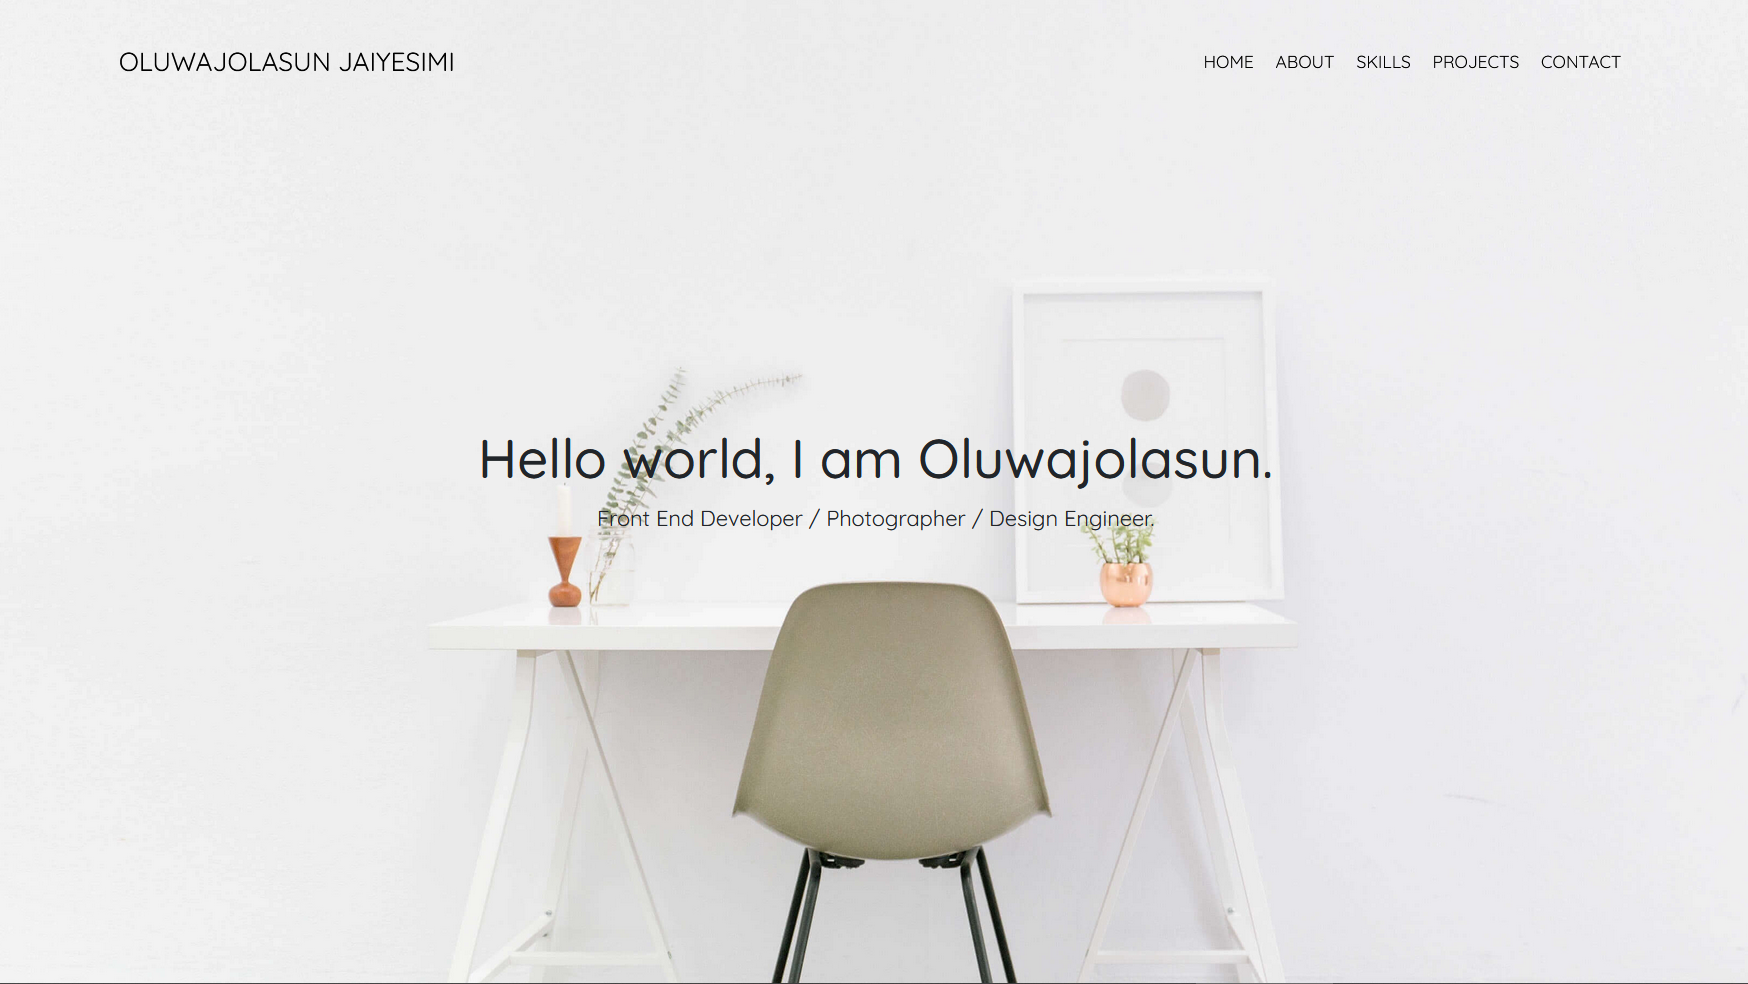 OLUWAJOLASUN JAIYESIMI
HOME ABOUT SKILLS PROJECTS CONTACT
Hello world, I am Oluwajolasun.
Front End Developer / Photographer / Design Engineer.